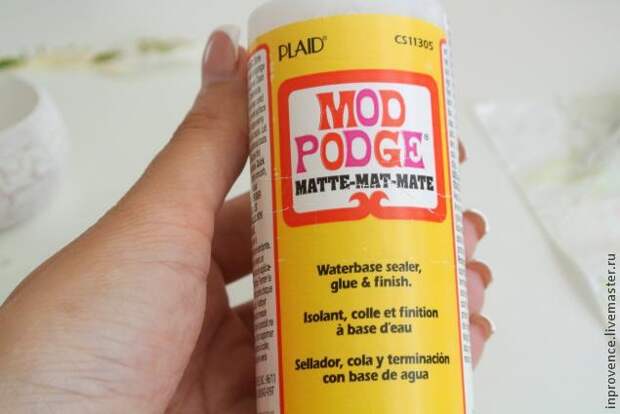 PLAID®
CS11305
MOD
PODGE®
MATTE-MAT-MATE
Waterbase sealer,
glue & finish.
Isolant, colle et finition
à base d'eau
Sellador, cola y terminación
con base de agua
inprovence.livemaster.ru